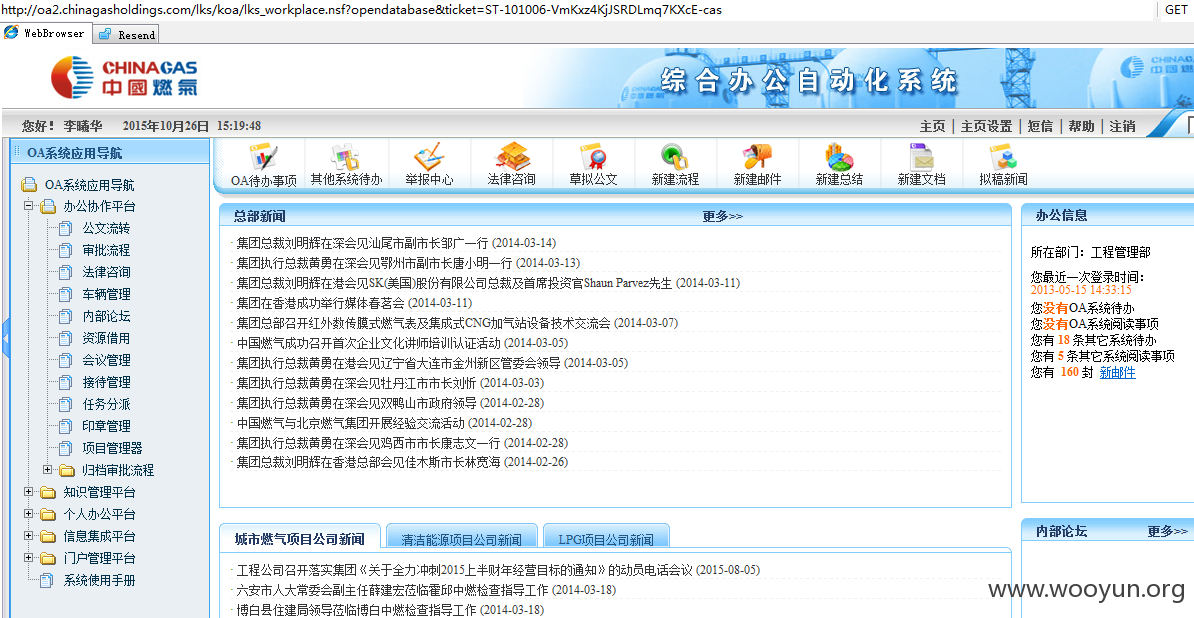 http://oa2.chinagasholdings.com/lks/koa/lks_workplace.nsf?opendatabase&ticket=ST-101006-VmKxz4KjJSRDLmq7KXcE-cas GET
WebBrowser Resend
CHINAGAS
中國燃氣
综合办公自动化系统
您好！ 李曦华 2015年10月26日 15:19:48
主页 | 主页设置 | 短信 | 帮助 | 注销
OA系统应用导航
OA待办事项 其他系统待办 举报中心 法律咨询 草拟公文 新建流程 新建邮件 新建总结 新建文档 拟稿新闻
OA系统应用导航
办公协作平台
公文流转
审批流程
法律咨询
车辆管理
内部论坛
资源借用
会议管理
接待管理
任务分派
印章管理
项目管理器
归档审批流程
知识管理平台
个人办公平台
信息集成平台
门户管理平台
系统使用手册
总部新闻 更多>>
集团总裁刘明辉在深会见汕尾市副市长邹广一行 (2014-03-14)
集团执行总裁黄勇在深会见鄂州市副市长唐小明一行 (2014-03-13)
集团总裁刘明辉在港会见SK(美国)股份有限公司总裁及首席投资官Shaun Parvez先生 (2014-03-11)
集团在香港成功举行媒体春茗会 (2014-03-11)
集团总部召开红外数传膜式燃气表及集成式CNG加气站设备技术交流会 (2014-03-07)
中国燃气成功召开首次企业文化讲师培训认证活动 (2014-03-05)
集团执行总裁黄勇在港会见辽宁省大连市金州新区管委会领导 (2014-03-05)
集团执行总裁黄勇在深会见牡丹江市市长刘忻 (2014-03-03)
集团执行总裁黄勇在深会见双鸭山市政府领导 (2014-02-28)
中国燃气与北京燃气集团开展经验交流活动 (2014-02-28)
集团执行总裁黄勇在深会见鸡西市市长康志文一行 (2014-02-28)
集团总裁刘明辉在香港总部会见佳木斯市长林宽海 (2014-02-26)
办公信息
所在部门：工程管理部
您最近一次登录时间：
2013-05-15 14:33:15
您没有OA系统待办
您没有OA系统阅读事项
您有 18 条其它系统待办
您有 5 条其它系统阅读事项
您有 160 封 新邮件
城市燃气项目公司新闻 清洁能源项目公司新闻 LPG项目公司新闻
工程公司召开落实集团《关于全力冲刺2015上半财年经营目标的通知》的动员电话会议 (2015-08-05)
六安市人大常委会副主任薛建宏莅临霍邱中燃检查指导工作 (2014-03-18)
博白县住建局领导莅临博白中燃检查指导工作 (2014-03-18)
内部论坛 更多>>
www.wooyun.org